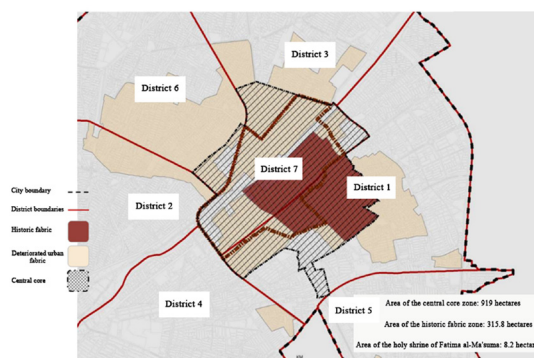 District 3
District 6
District 7
District 1
District 2
District 4
District 5
City boundary
District boundaries
Historic fabric
Deteriorated urban
fabric
Central core
Area of the central core zone: 919 hectares
Area of the historic fabric zone: 315.8 hectares
Area of the holy shrine of Fatima al-Ma'suma: 8.2 hectar